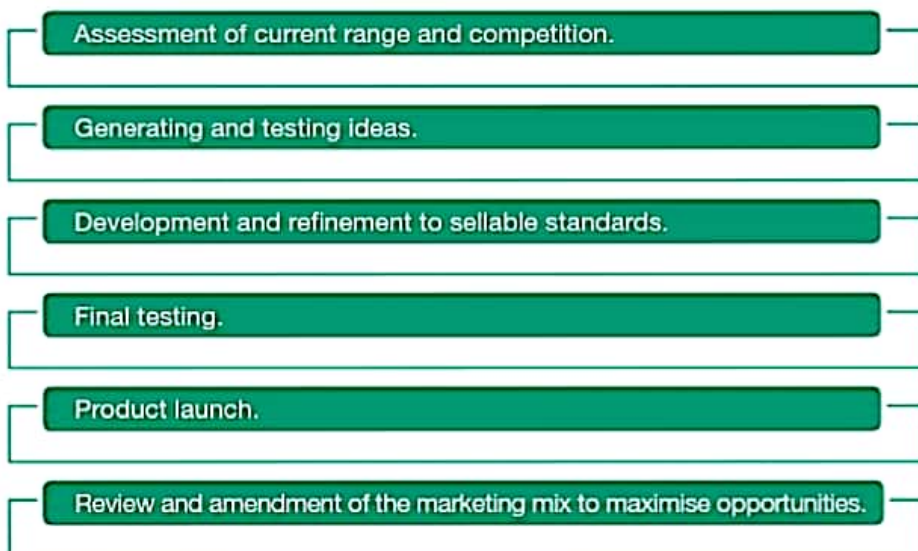 Assessment of current range and competition.
Generating and testing ideas.
Development and refinement to sellable standards.
Final testing.
Product launch.
Review and amendment of the marketing mix to maximise opportunities.